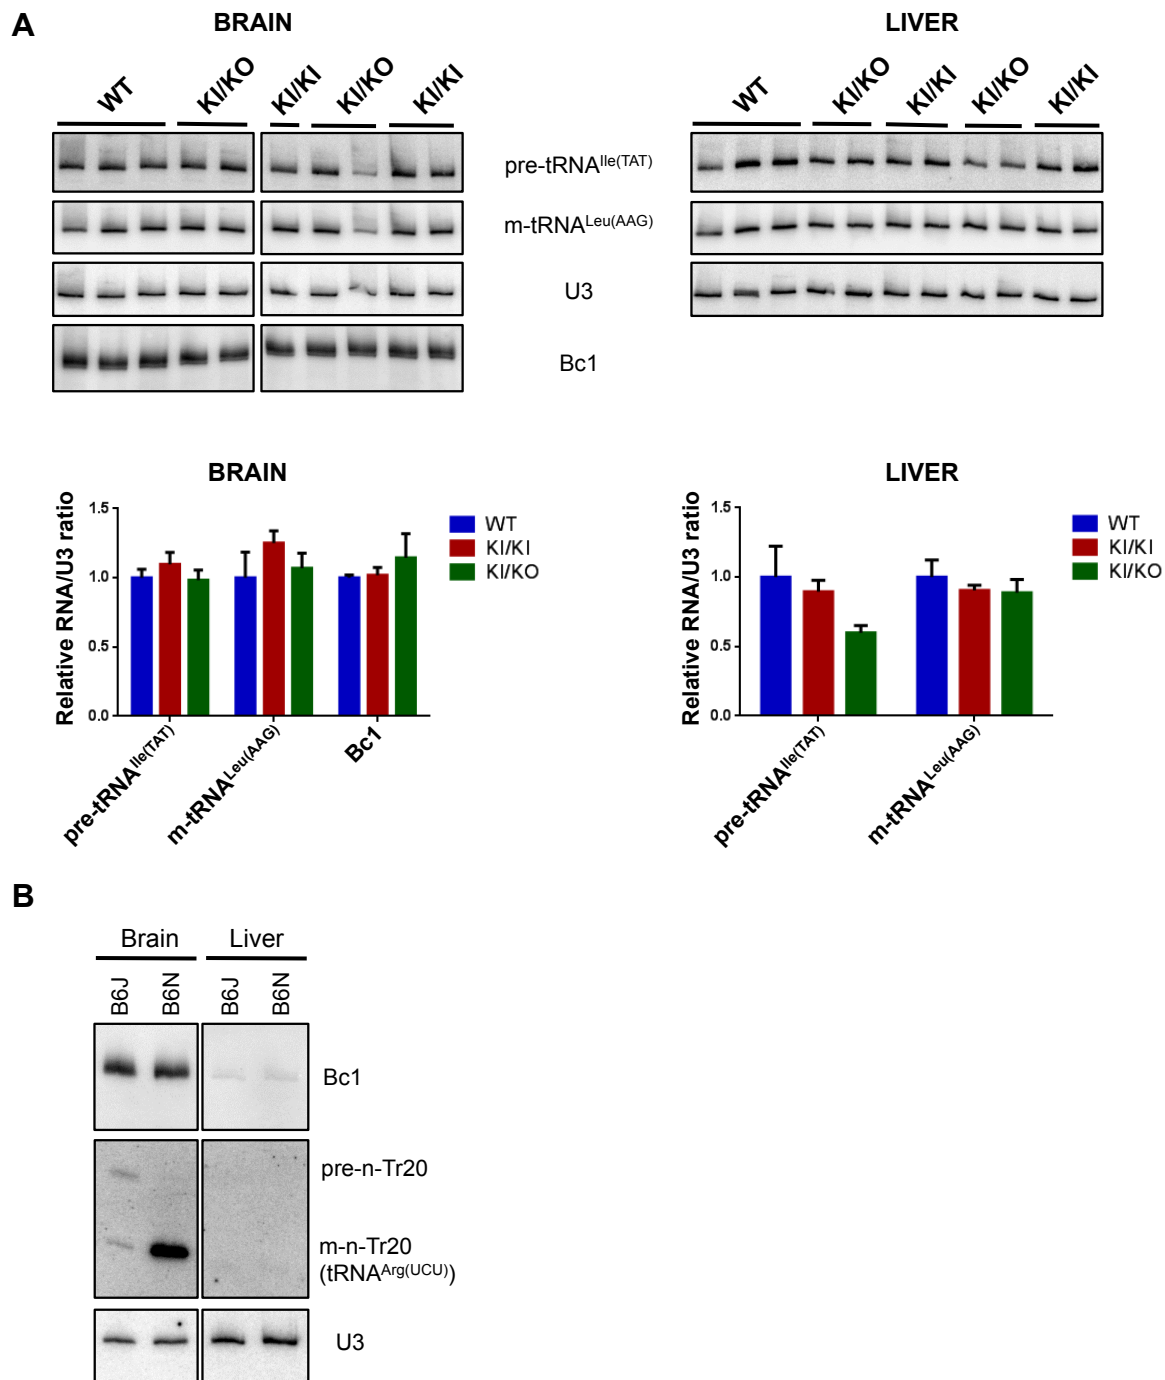 A
BRAIN
LIVER
WT
KI/KO
KI/KI
KI/KO
KI/KI
WT
KI/KO
KI/KI
KI/KO
KI/KI
pre-tRNAIle(TAT)
m-tRNALeu(AAG)
U3
Bc1
BRAIN
Relative RNA/U3 ratio
1.5
1.0
0.5
0.0
pre-tRNAIle(TAT)
m-tRNALeu(AAG)
Bc1
WT
KI/KI
KI/KO
LIVER
Relative RNA/U3 ratio
1.5
1.0
0.5
0.0
pre-tRNAIle(TAT)
m-tRNALeu(AAG)
WT
KI/KI
KI/KO
B
Brain
Liver
B6J
B6N
B6J
B6N
Bc1
pre-n-Tr20
m-n-Tr20
(tRNAArg(UCU))
U3